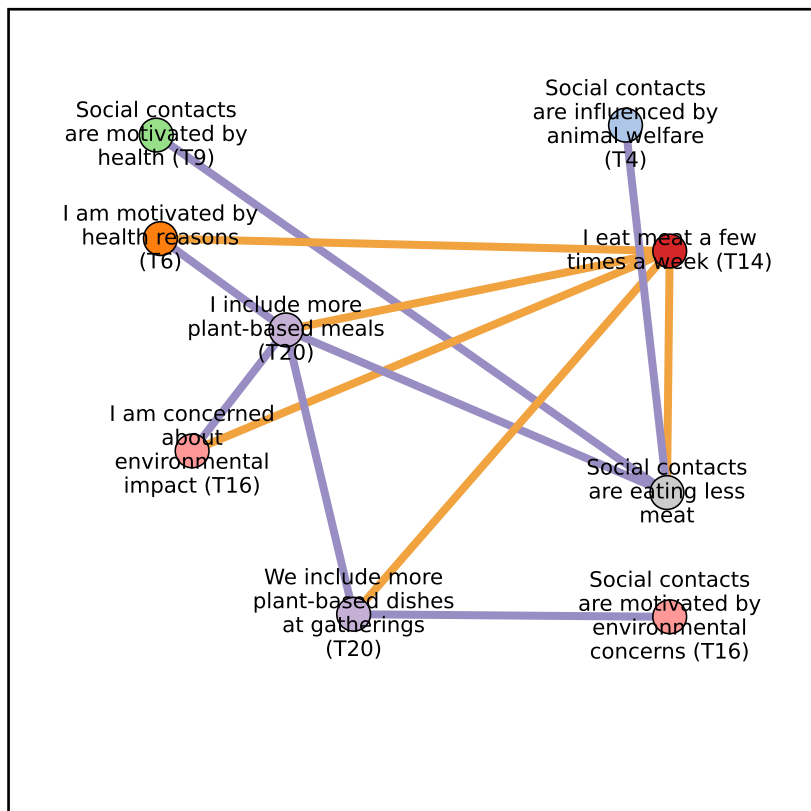 Social contacts
are influenced by
animal welfare
(T4)
Social contacts
are motivated by
health (T9)
I am motivated by
health reasons
(T6)
I eat meat a few
times a week (T14)
I include more
plant-based meals
(T20)
I am concerned
about
environmental
impact (T16)
Social contacts
are eating less
meat
We include more
plant-based dishes
at gatherings
(T20)
Social contacts
are motivated by
environmental
concerns (T16)